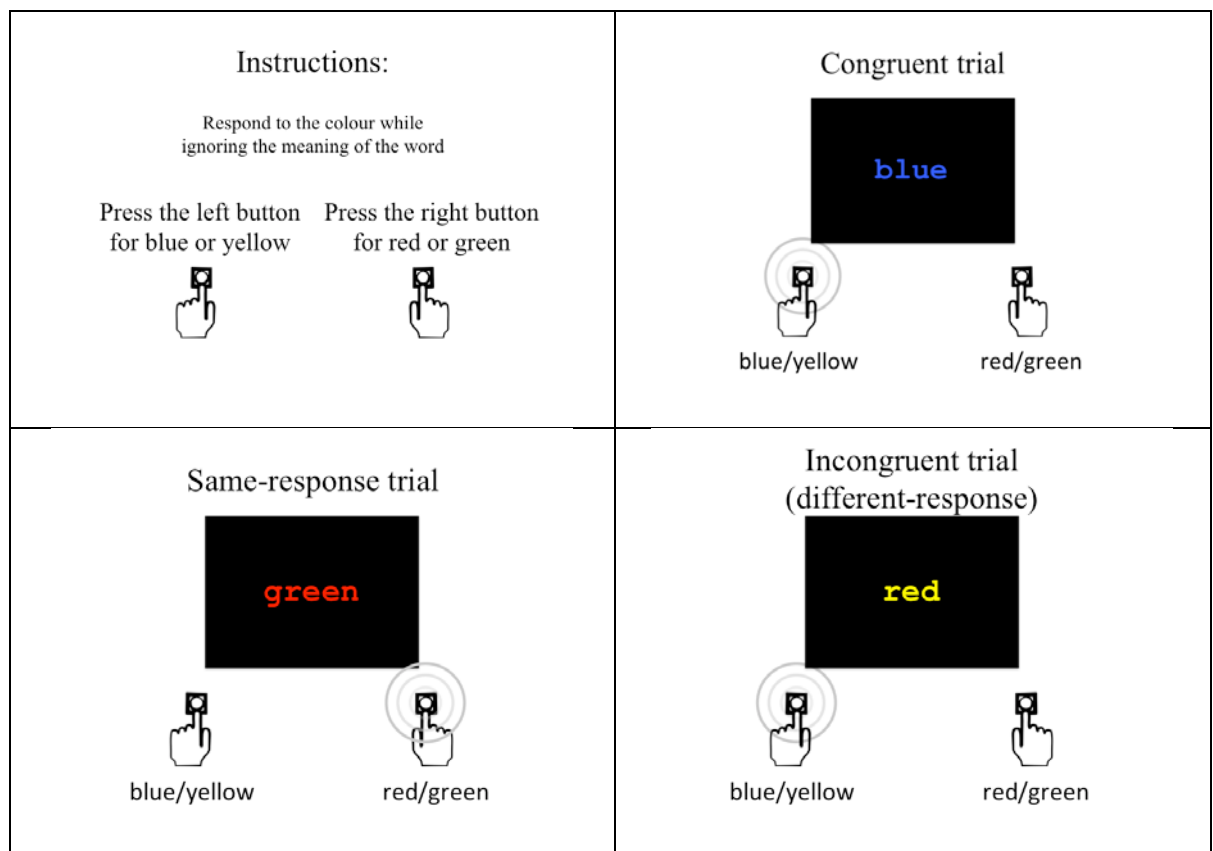 Instructions:
Respond to the colour while
ignoring the meaning of the word
Press the left button
for blue or yellow
Press the right button
for red or green
Congruent trial
blue
blue/yellow
red/green
Same-response trial
green
blue/yellow
red/green
Incongruent trial
(different-response)
red
blue/yellow
red/green